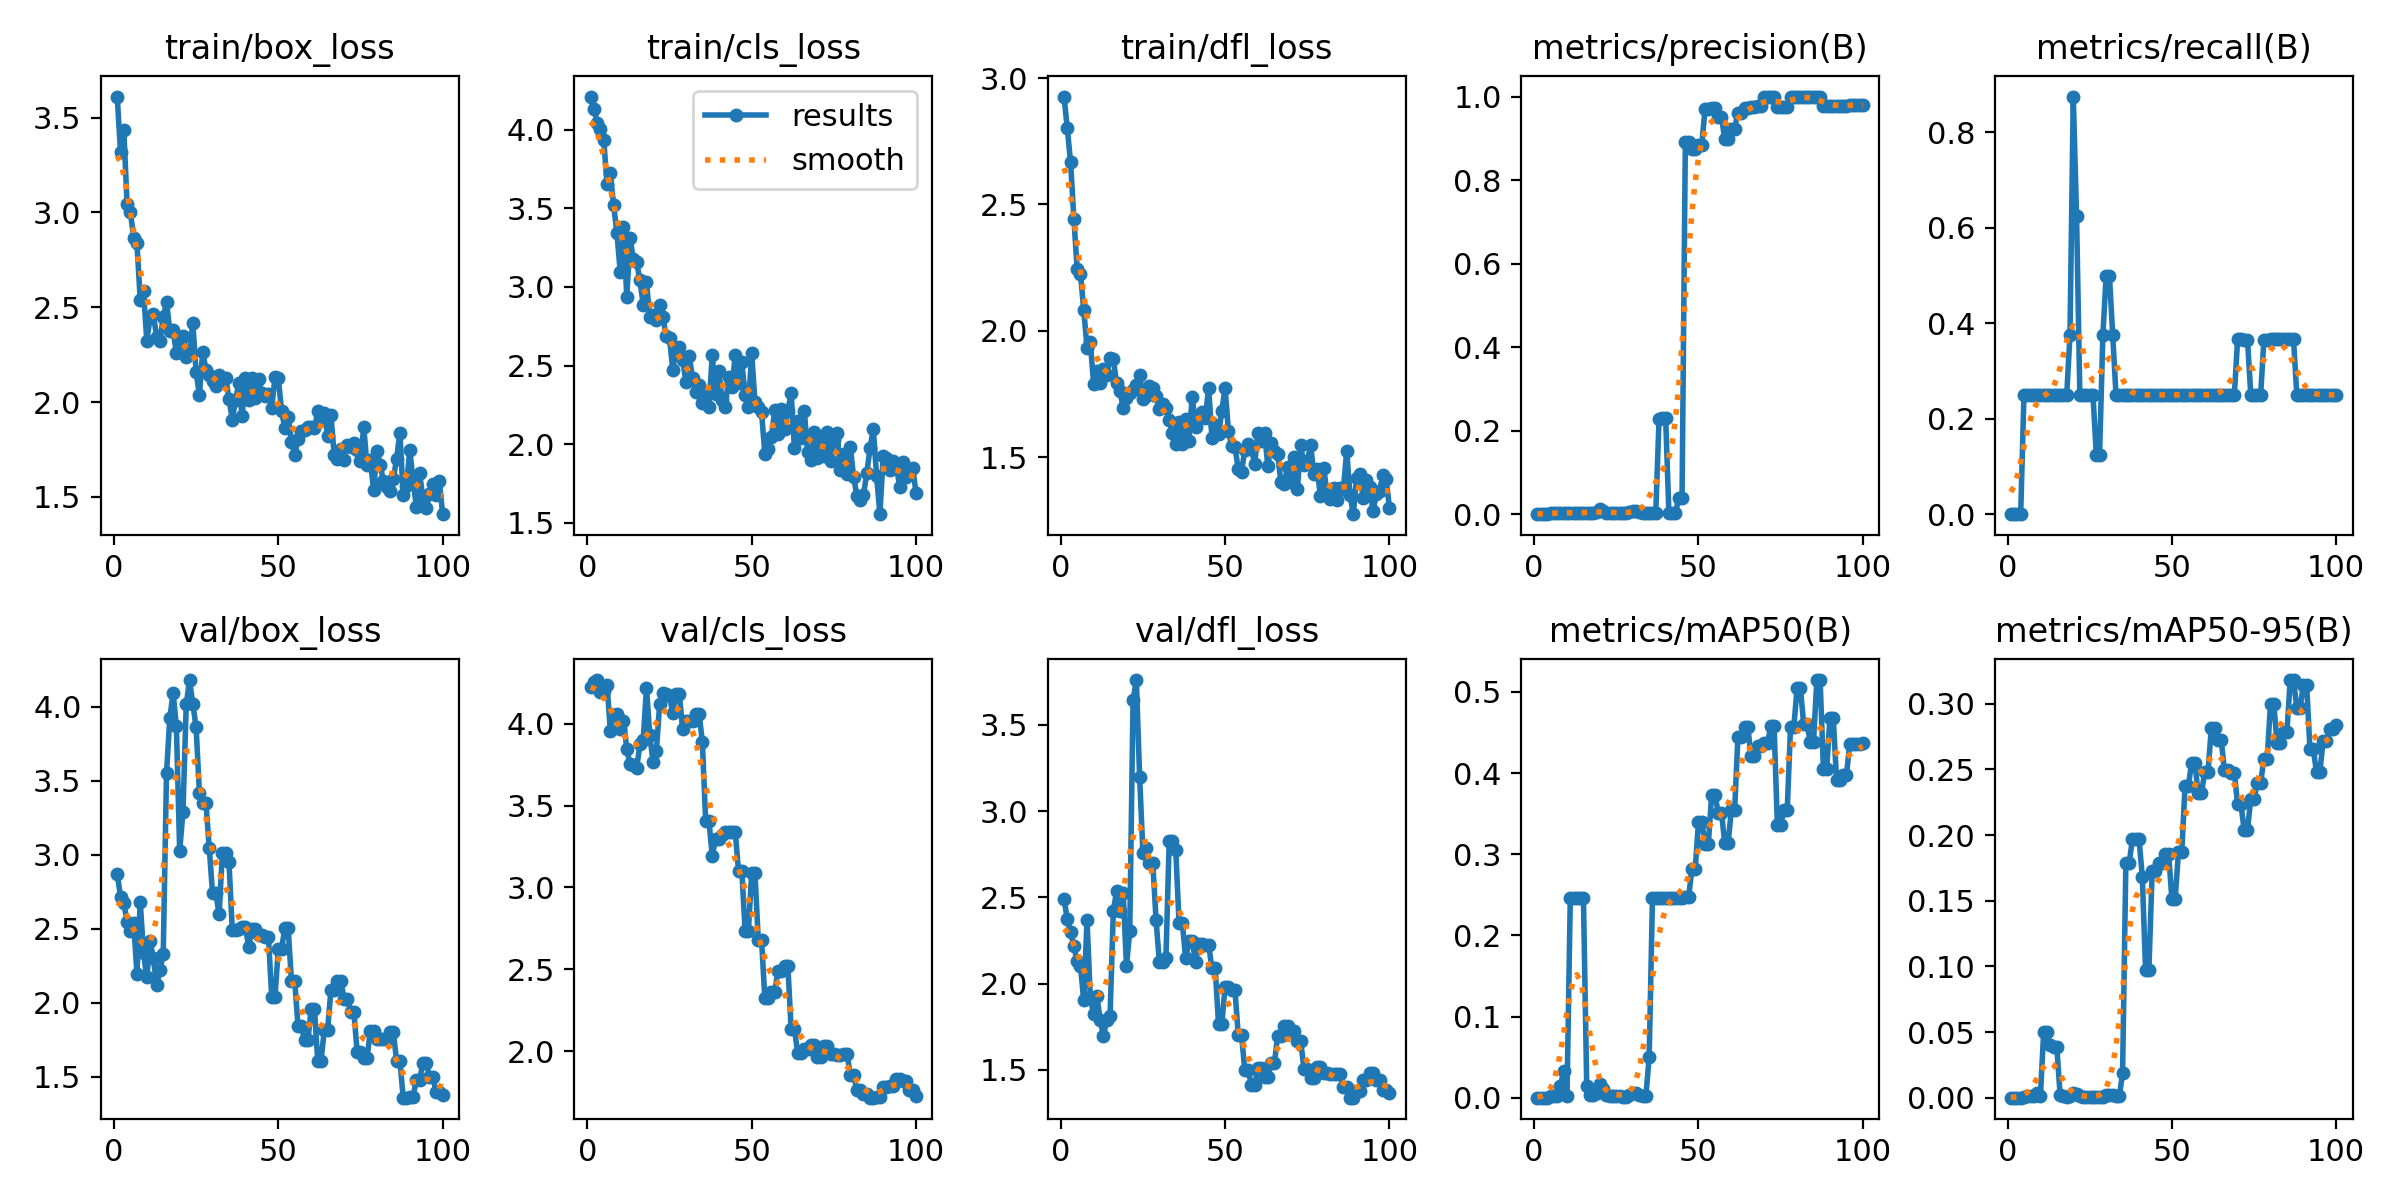 train/box_loss
3.5
3.0
2.5
2.0
1.5
0 50 100
train/cls_loss
results
smooth
4.0
3.5
3.0
2.5
2.0
1.5
0 50 100
train/dfl_loss
3.0
2.5
2.0
1.5
0 50 100
metrics/precision(B)
1.0
0.8
0.6
0.4
0.2
0.0
0 50 100
metrics/recall(B)
0.8
0.6
0.4
0.2
0.0
0 50 100
val/box_loss
4.0
3.5
3.0
2.5
2.0
1.5
0 50 100
val/cls_loss
4.0
3.5
3.0
2.5
2.0
0 50 100
val/dfl_loss
3.5
3.0
2.5
2.0
1.5
0 50 100
metrics/mAP50(B)
0.5
0.4
0.3
0.2
0.1
0.0
0 50 100
metrics/mAP50-95(B)
0.30
0.25
0.20
0.15
0.10
0.05
0.00
0 50 100